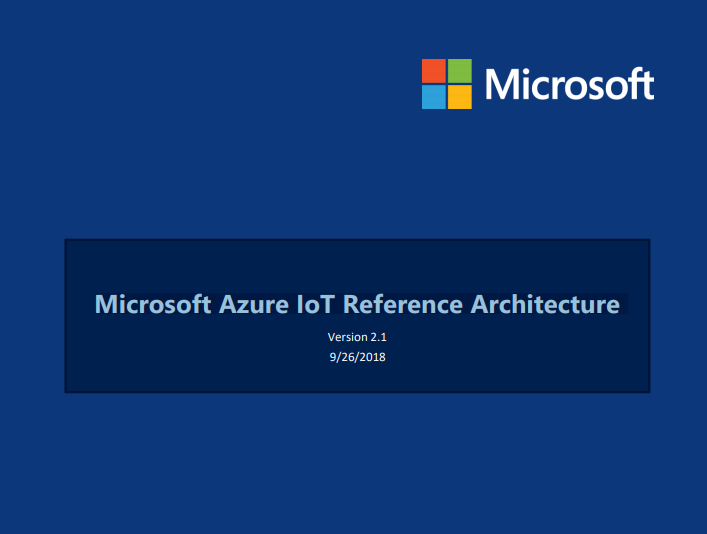 Microsoft
Microsoft Azure IoT Reference Architecture
Version 2.1
9/26/2018